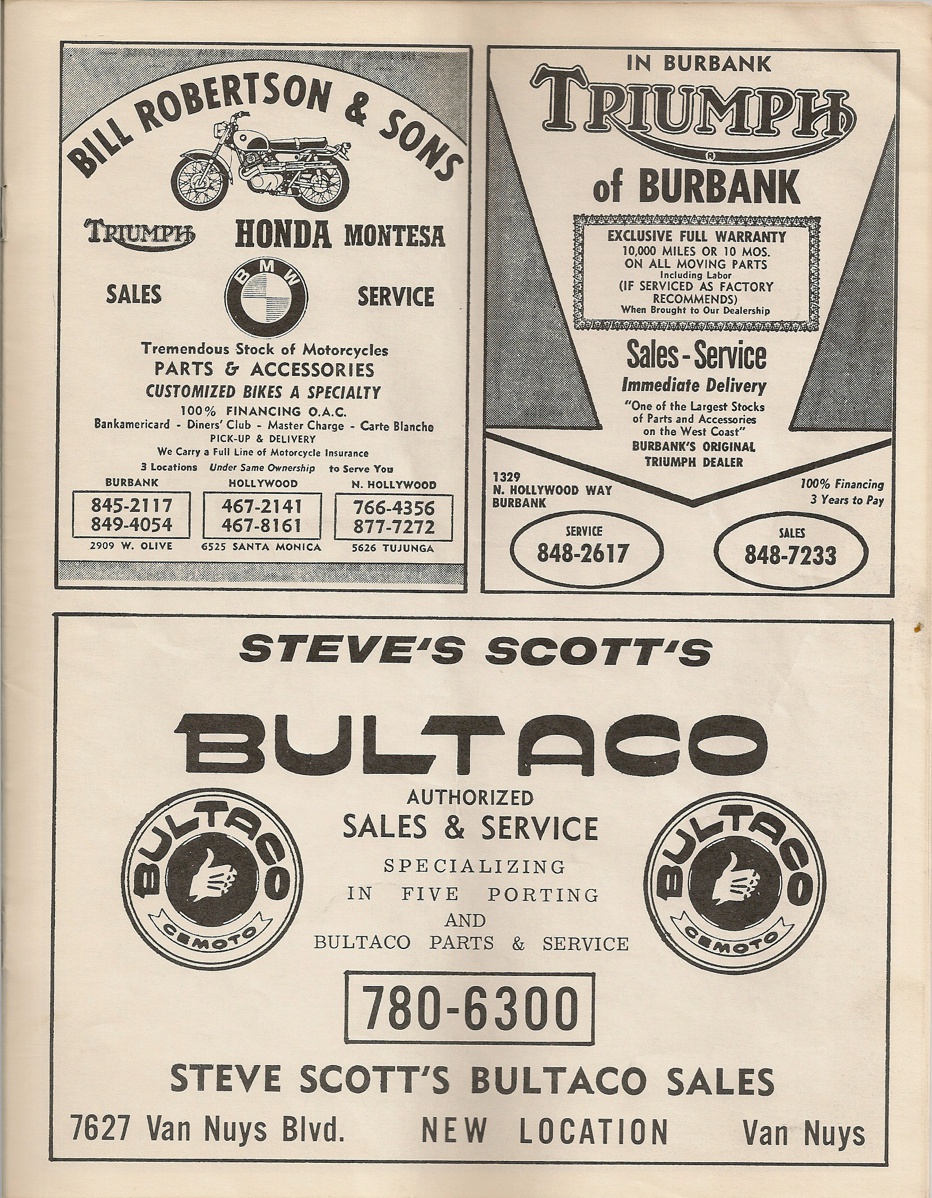 BILL ROBERTSON & SONS
TRIUMPH HONDA MONTESA
BMW
SALES SERVICE
Tremendous Stock of Motorcycles
PARTS & ACCESSORIES
CUSTOMIZED BIKES A SPECIALTY
100% FINANCING O.A.C.
Bankamericard - Diners' Club - Master Charge - Carte Blanche
PICK-UP & DELIVERY
We Carry a Full Line of Motorcycle Insurance
3 Locations Under Same Ownership to Serve You
BURBANK HOLLYWOOD N. HOLLYWOOD
845-2117 467-2141 766-4356
849-4054 467-8161 877-7272
2909 W. OLIVE 6525 SANTA MONICA 5626 TUJUNGA
IN BURBANK
TRIUMPH
®
of BURBANK
EXCLUSIVE FULL WARRANTY
10,000 MILES OR 10 MOS.
ON ALL MOVING PARTS
Including Labor
(IF SERVICED AS FACTORY
RECOMMENDS)
When Brought to Our Dealership
Sales - Service
Immediate Delivery
"One of the Largest Stocks
of Parts and Accessories
on the West Coast"
BURBANK'S ORIGINAL
TRIUMPH DEALER
1329
N. HOLLYWOOD WAY
BURBANK
100% Financing
3 Years to Pay
SERVICE
848-2617
SALES
848-7233
STEVE'S SCOTT'S
BULTACO
AUTHORIZED
SALES & SERVICE
SPECIALIZING
IN FIVE PORTING
AND
BULTACO PARTS & SERVICE
BULTACO
CEMOTO
BULTACO
CEMOTO
780-6300
STEVE SCOTT'S BULTACO SALES
7627 Van Nuys Blvd. NEW LOCATION Van Nuys